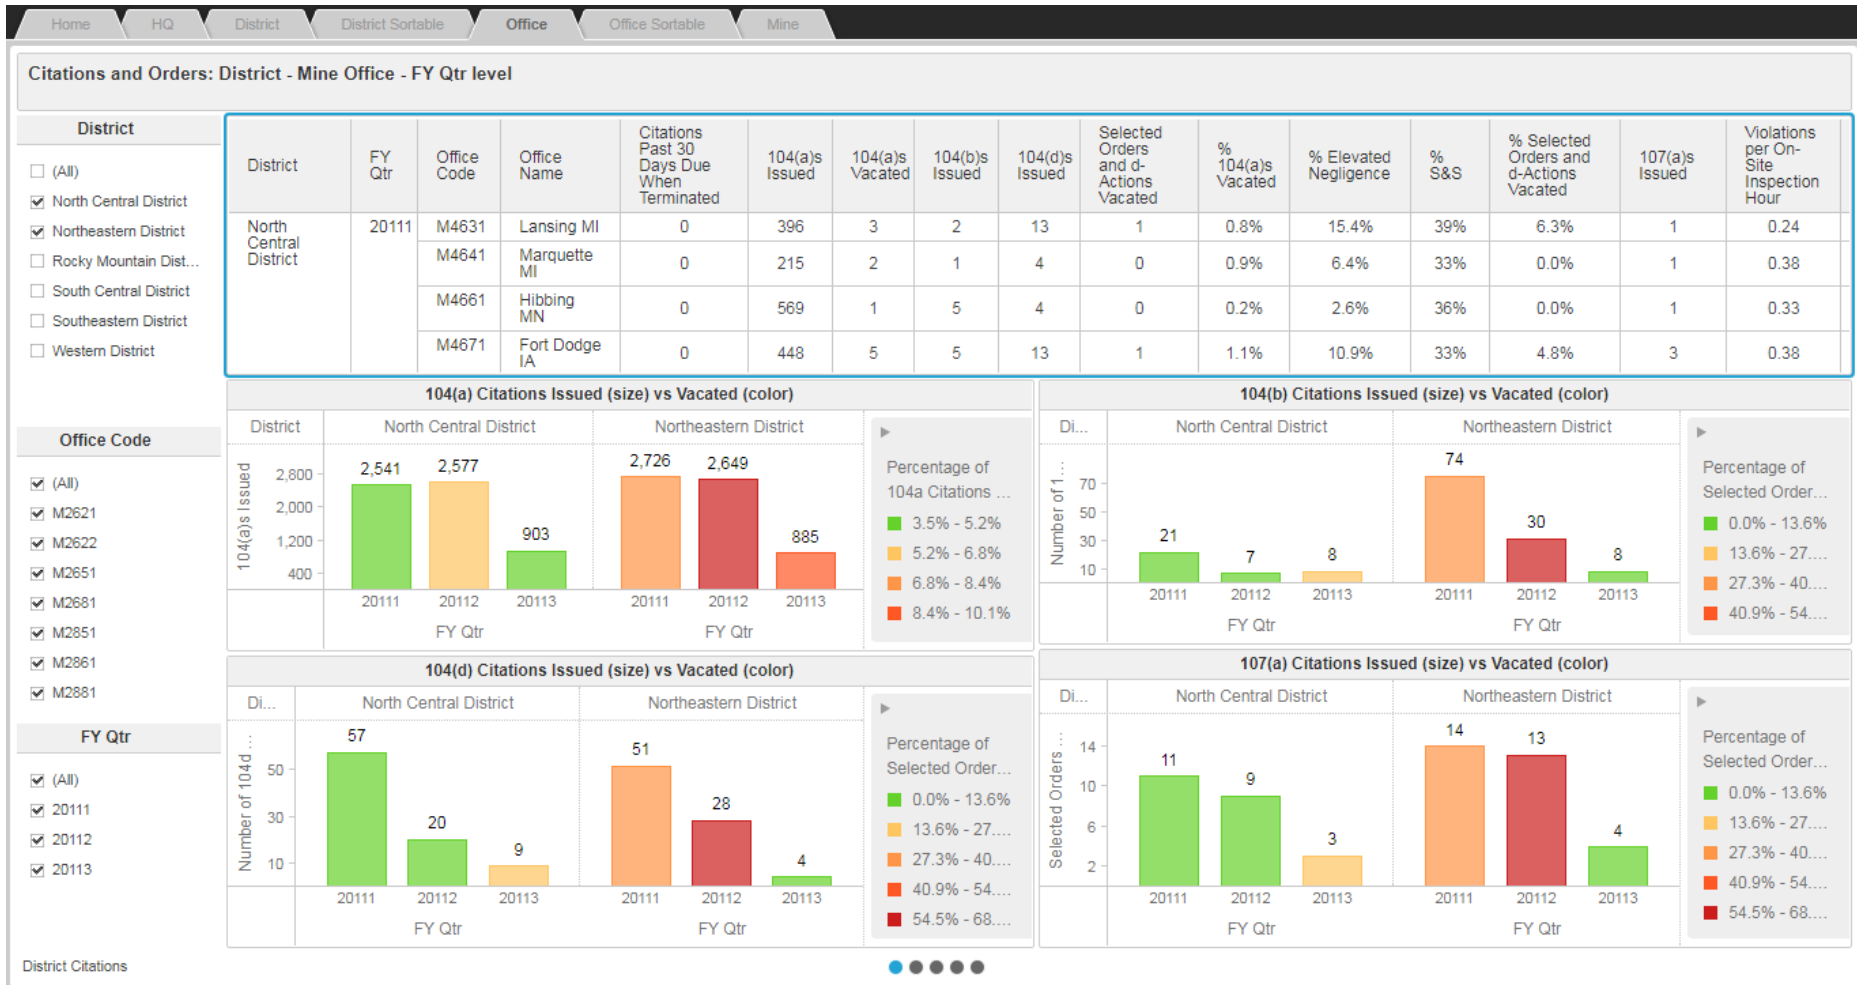 Home HQ District District Sortable Office Office Sortable Mine
Citations and Orders: District - Mine Office - FY Qtr level
District
(All)
North Central District
Northeastern District
Rocky Mountain Dist...
South Central District
Southeastern District
Western District
Office Code
(All)
M2621
M2622
M2651
M2681
M2851
M2861
M2881
FY Qtr
(All)
20111
20112
20113
District Citations
District
FY
Qtr
Office
Code
Office
Name
Citations
Past 30
Days Due
When
Terminated
104(a)s
Issued
104(a)s
Vacated
104(b)s
Issued
104(d)s
Issued
Selected
Orders
and d-
Actions
Vacated
%
104(a)s
Vacated
% Elevated
Negligence
%
S&S
% Selected
Orders and
d-Actions
Vacated
107(a)s
Issued
Violations
per On-
Site
Inspection
Hour
North
Central
District
20111
M4631 Lansing MI 0 396 3 2 13 1 0.8% 15.4% 39% 6.3% 1 0.24
M4641 Marquette
MI 0 215 2 1 4 0 0.9% 6.4% 33% 0.0% 1 0.38
M4661 Hibbing
MN 0 569 1 5 4 0 0.2% 2.6% 36% 0.0% 1 0.33
M4671 Fort Dodge
IA 0 448 5 5 13 1 1.1% 10.9% 33% 4.8% 3 0.38
104(a) Citations Issued (size) vs Vacated (color)
District North Central District Northeastern District
104(a)s Issued
2,800
2,000
1,200
400
2,541 2,577 903 2,726 2,649 885
20111 20112 20113 20111 20112 20113
FY Qtr FY Qtr
Percentage of
104a Citations ...
3.5% - 5.2%
5.2% - 6.8%
6.8% - 8.4%
8.4% - 10.1%
104(b) Citations Issued (size) vs Vacated (color)
Di... North Central District Northeastern District
Number of 1...
70
50
30
10
21 7 8 74 30 8
20111 20112 20113 20111 20112 20113
FY Qtr FY Qtr
Percentage of
Selected Order...
0.0% - 13.6%
13.6% - 27....
27.3% - 40....
40.9% - 54....
104(d) Citations Issued (size) vs Vacated (color)
Di... North Central District Northeastern District
Number of 104d ...
50
30
10
57 20 9 51 28 4
20111 20112 20113 20111 20112 20113
FY Qtr FY Qtr
Percentage of
Selected Order...
0.0% - 13.6%
13.6% - 27....
27.3% - 40....
40.9% - 54....
54.5% - 68....
107(a) Citations Issued (size) vs Vacated (color)
Di... North Central District Northeastern District
Selected Orders ...
14
10
6
2
11 9 3 14 13 4
20111 20112 20113 20111 20112 20113
FY Qtr FY Qtr
Percentage of
Selected Order...
0.0% - 13.6%
13.6% - 27....
27.3% - 40....
40.9% - 54....
54.5% - 68....